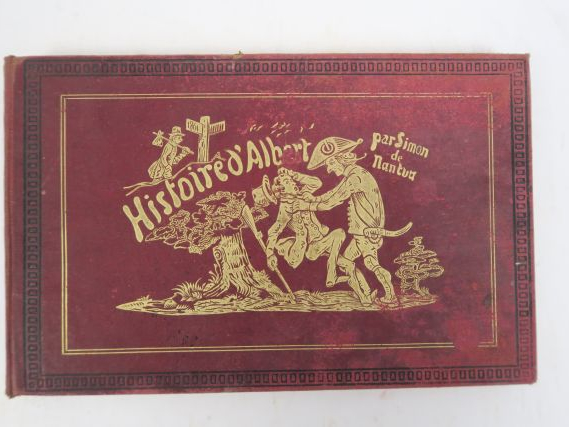 Histoire d'Albert
par Simon
de
Nantua